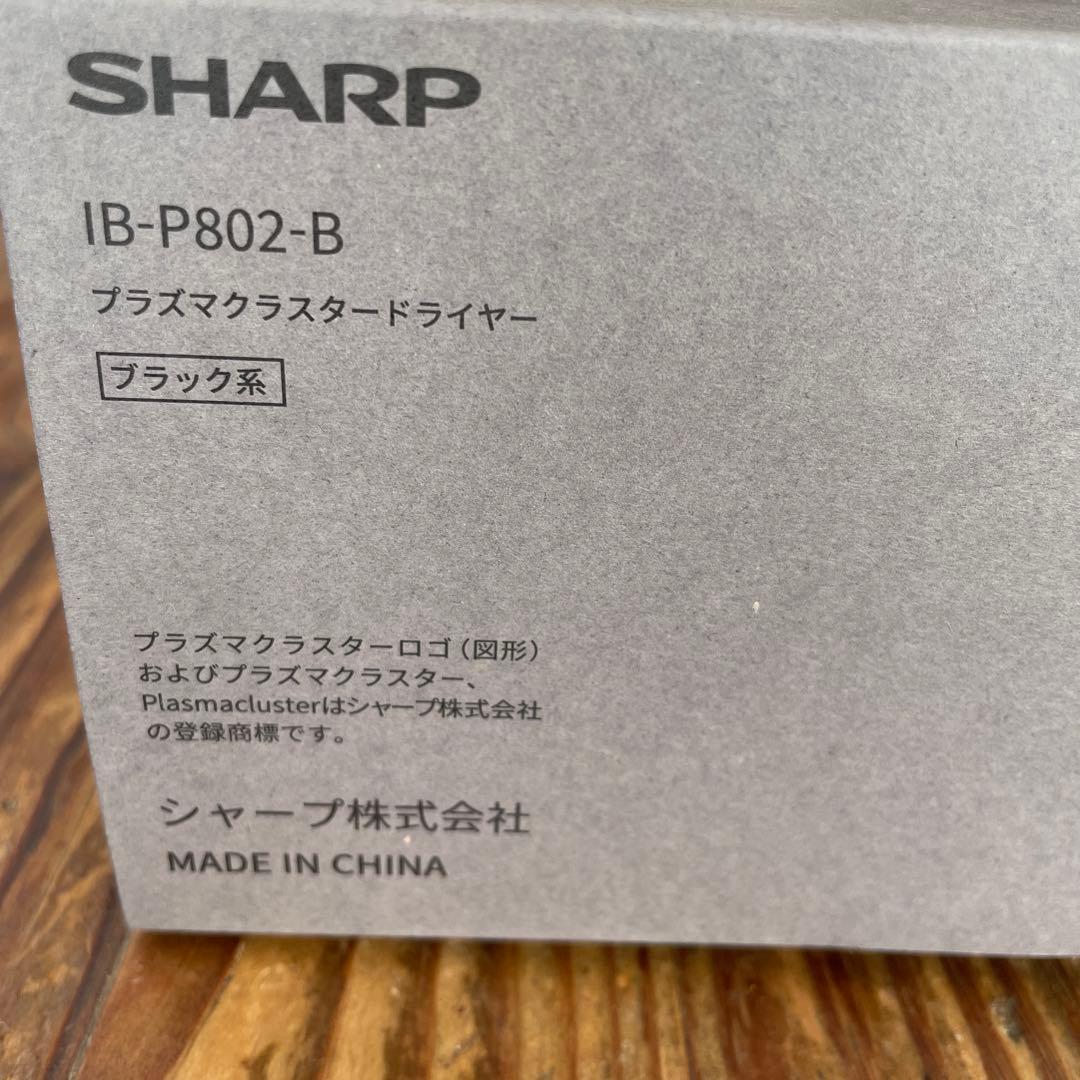 SHARP
IB-P802-B
プラズマクラスタードライヤー
ブラック系
プラズマクラスターロゴ（図形）
およびプラズマクラスター、
Plasmaclusterはシャープ株式会社
の登録商標です。
シャープ株式会社
MADE IN CHINA